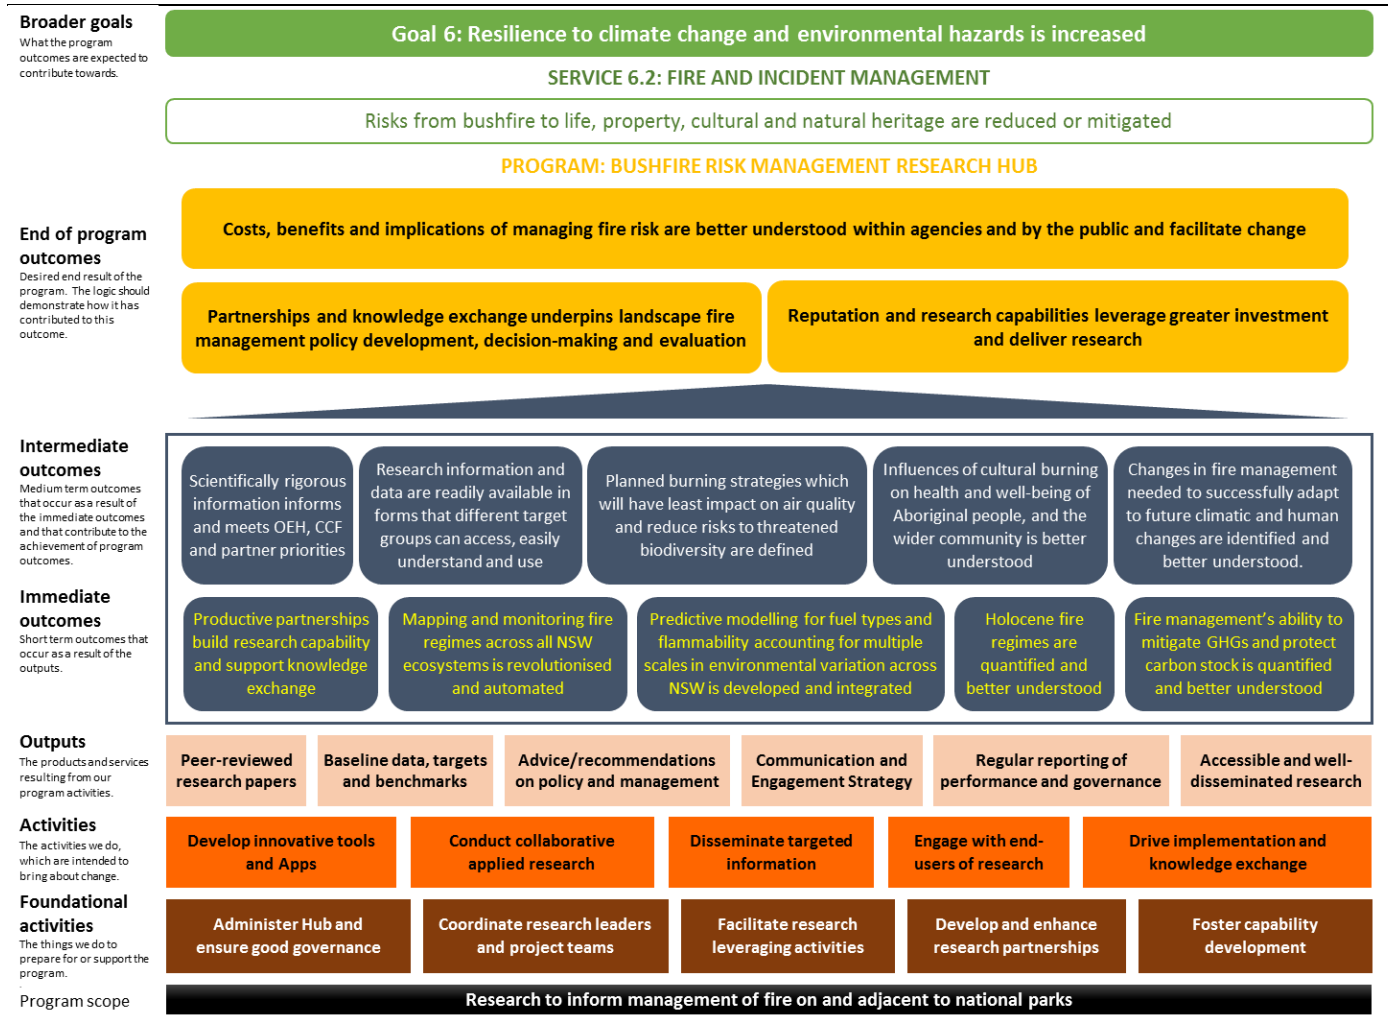 Broader goals
What the program
outcomes are expected to
contribute towards.
Goal 6: Resilience to climate change and environmental hazards is increased
SERVICE 6.2: FIRE AND INCIDENT MANAGEMENT
Risks from bushfire to life, property, cultural and natural heritage are reduced or mitigated
PROGRAM: BUSHFIRE RISK MANAGEMENT RESEARCH HUB
End of program
outcomes
Desired end result of the
program. The logic should
demonstrate how it has
contributed to this
outcome.
Costs, benefits and implications of managing fire risk are better understood within agencies and by the public and facilitate change
Partnerships and knowledge exchange underpins landscape fire
management policy development, decision-making and evaluation
Reputation and research capabilities leverage greater investment
and deliver research
Intermediate
outcomes
Medium term outcomes
that occur as a result of
the immediate outcomes
and that contribute to the
achievement of program
outcomes.
Scientifically rigorous
information informs
and meets OEH, CCF
and partner priorities
Research information and
data are readily available in
forms that different target
groups can access, easily
understand and use
Planned burning strategies which
will have least impact on air quality
and reduce risks to threatened
biodiversity are defined
Influences of cultural burning
on health and well-being of
Aboriginal people, and the
wider community is better
understood
Changes in fire management
needed to successfully adapt
to future climatic and human
changes are identified and
better understood.
Immediate
outcomes
Short term outcomes that
occur as a result of the
outputs.
Productive partnerships
build research capability
and support knowledge
exchange
Mapping and monitoring fire
regimes across all NSW
ecosystems is revolutionised
and automated
Predictive modelling for fuel types and
flammability accounting for multiple
scales in environmental variation across
NSW is developed and integrated
Holocene fire
regimes are
quantified and
better understood
Fire management's ability to
mitigate GHGs and protect
carbon stock is quantified
and better understood
Outputs
The products and services
resulting from our
program activities.
Peer-reviewed
research papers
Baseline data, targets
and benchmarks
Advice/recommendations
on policy and management
Communication and
Engagement Strategy
Regular reporting of
performance and governance
Accessible and well-
disseminated research
Activities
The activities we do,
which are intended to
bring about change.
Develop innovative tools
and Apps
Conduct collaborative
applied research
Disseminate targeted
information
Engage with end-
users of research
Drive implementation and
knowledge exchange
Foundational
activities
The things we do to
prepare for or support the
program.
.
Administer Hub and
ensure good governance
Coordinate research leaders
and project teams
Facilitate research
leveraging activities
Develop and enhance
research partnerships
Foster capability
development
Program scope
Research to inform management of fire on and adjacent to national parks